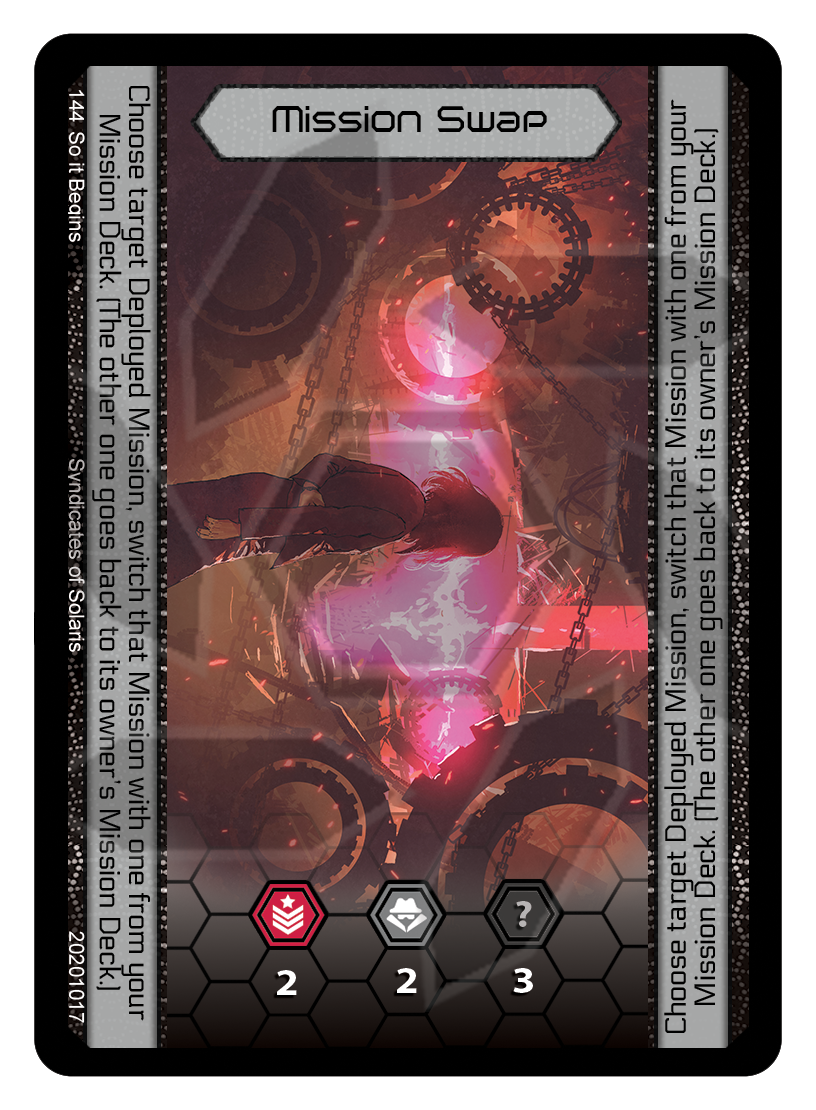 Mission Swap
Choose target Deployed Mission, switch that Mission with one from your
Mission Deck. (The other one goes back to its owner's Mission Deck.)
Choose target Deployed Mission, switch that Mission with one from your
Mission Deck. (The other one goes back to its owner's Mission Deck.)
144 So it Begins
Syndicates of Solaris
20201017
?
2 2 3